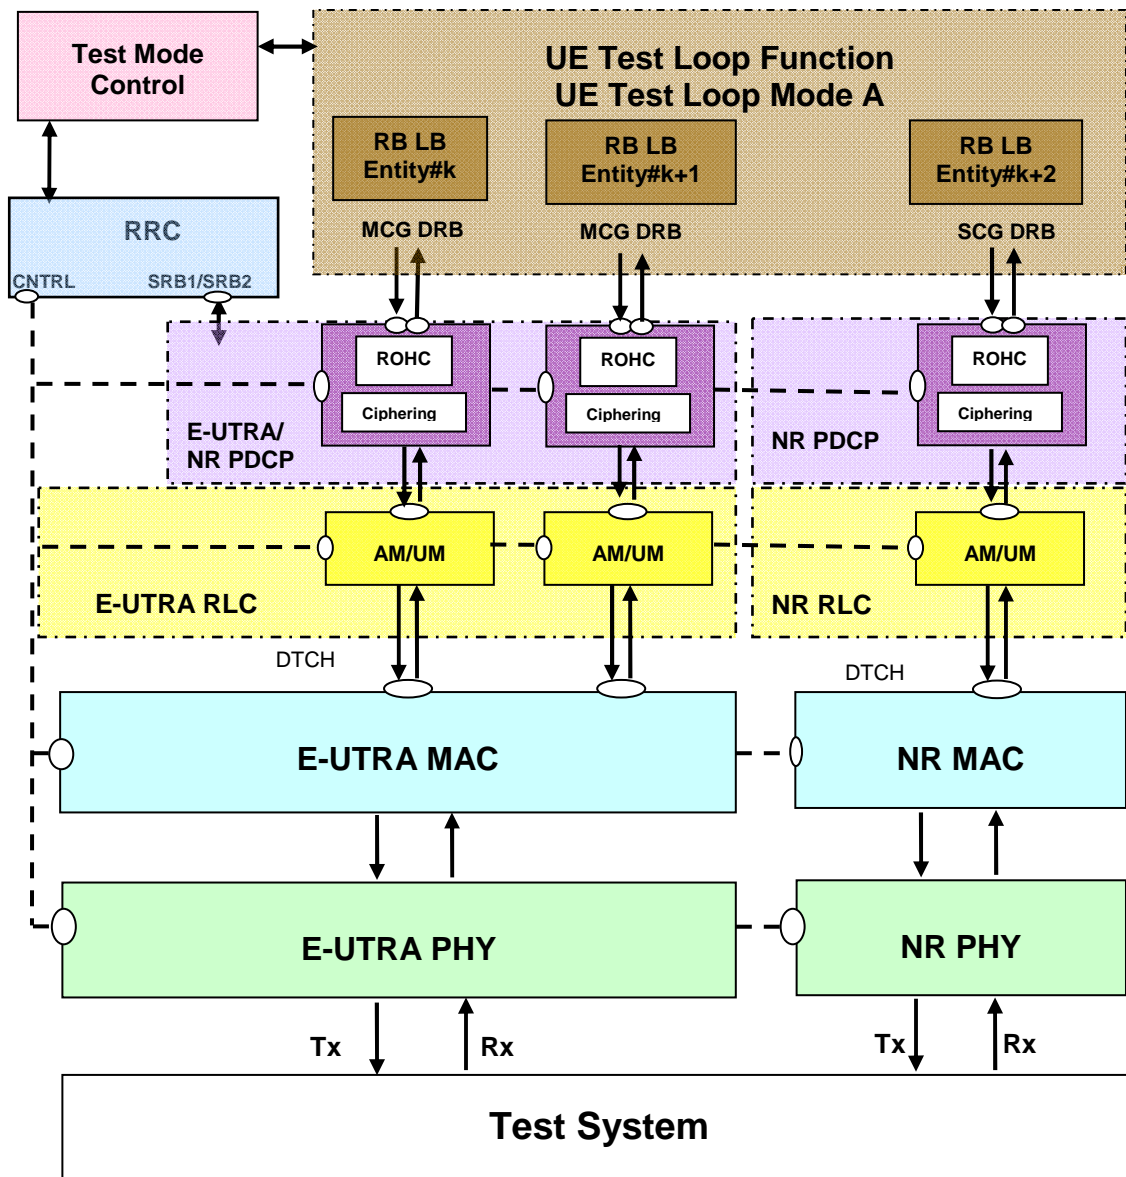 Test Mode
Control
UE Test Loop Function
UE Test Loop Mode A
RB LB
Entity#k
RB LB
Entity#k+1
RB LB
Entity#k+2
MCG DRB
MCG DRB
SCG DRB
RRC
CNTRL
SRB1/SRB2
ROHC
Ciphering
ROHC
Ciphering
ROHC
Ciphering
E-UTRA/
NR PDCP
NR PDCP
AM/UM
AM/UM
AM/UM
E-UTRA RLC
NR RLC
DTCH
DTCH
E-UTRA MAC
NR MAC
E-UTRA PHY
NR PHY
Tx
Rx
Tx
Rx
Test System